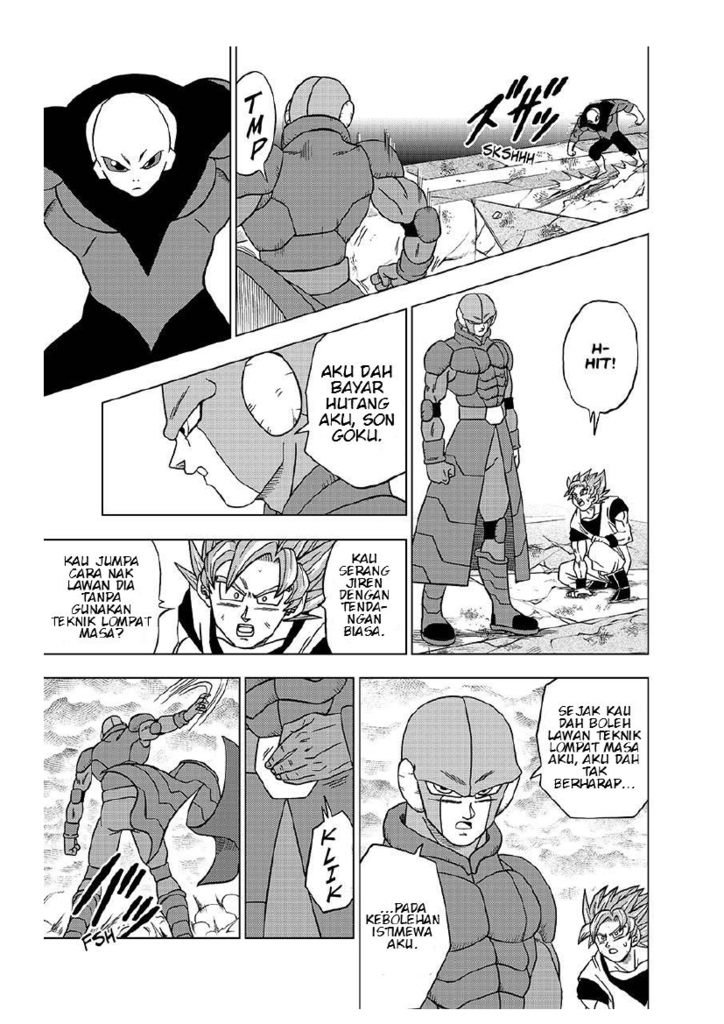 TMP
ズザッ
SKSHHH
H-
HIT!
AKU DAH
BAYAR
HUTANG
AKU, SON
GOKU.
KAU
SERANG
JIREN
DENGAN
TENDA-
NGAN
BIASA.
KAU JUMPA
CARA NAK
LAWAN DIA
TANPA
GUNAKAN
TEKNIK LOMPAT
MASA?
SEJAK KAU
DAH BOLEH
LAWAN TEKNIK
LOMPAT MASA
AKU, AKU DAH
TAK
BERHARAP...
...PADA
KEBOLEHAN
ISTIMEWA
AKU.
KLIK
FSH